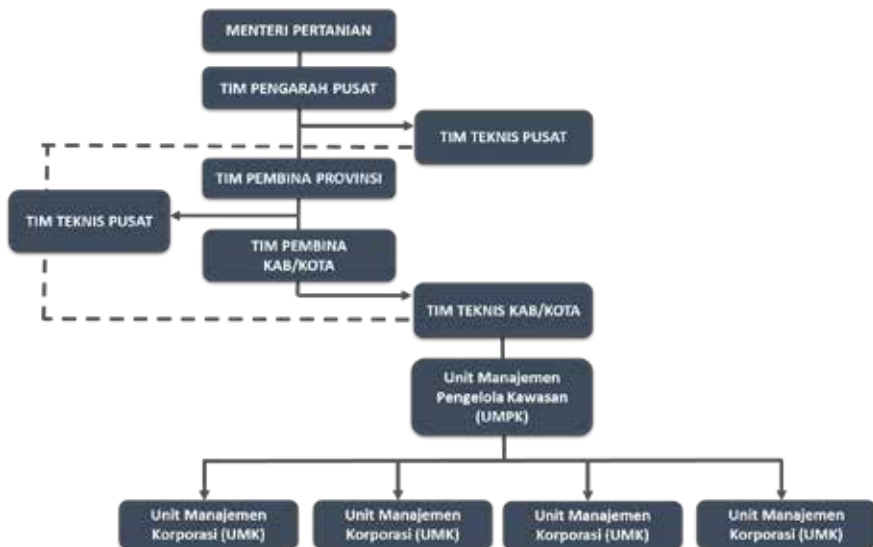 MENTERI PERTANIAN
TIM PENGARAH PUSAT
TIM TEKNIS PUSAT
TIM PEMBINA PROVINSI
TIM TEKNIS PUSAT
TIM PEMBINA
KAB/KOTA
TIM TEKNIS KAB/KOTA
Unit Manajemen
Pengelola Kawasan
(UMPK)
Unit Manajemen
Korporasi (UMK)
Unit Manajemen
Korporasi (UMK)
Unit Manajemen
Korporasi (UMK)
Unit Manajemen
Korporasi (UMK)